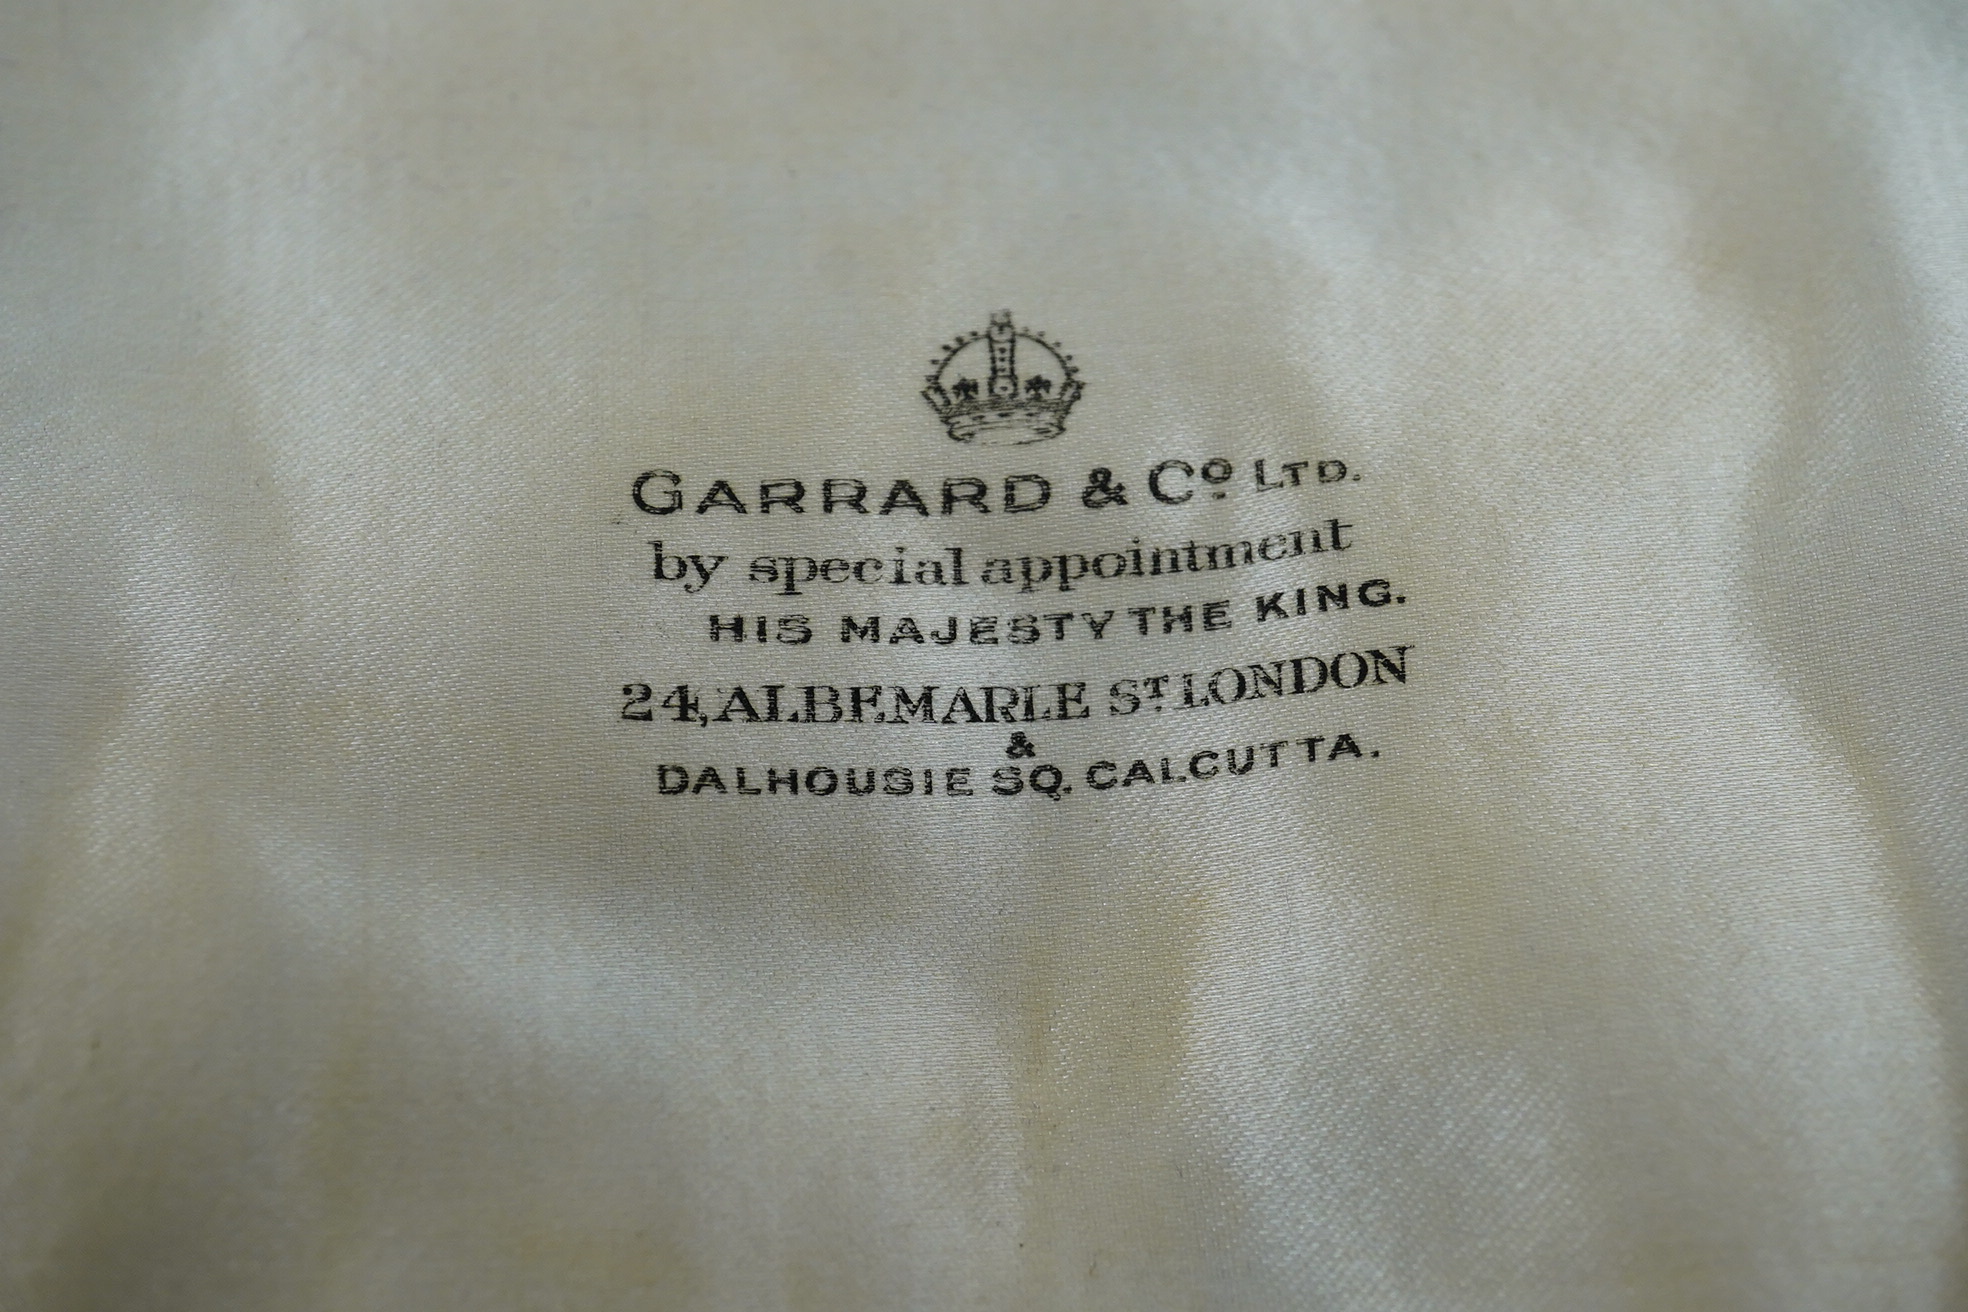 GARRARD & Cº LTD.
by special appointment
HIS MAJESTY THE KING.
24, ALBEMARLE ST LONDON
&
DALHOUSIE SQ. CALCUTTA.